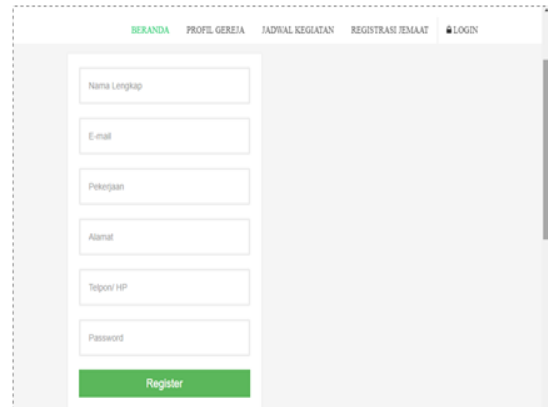 BERANDA PROFIL GEREJA JADWAL KEGIATAN REGISTRASI JEMAAT LOGIN
Nama Lengkap
E-mail
Pekerjaan
Alamat
Telpon/ HP
Password
Register